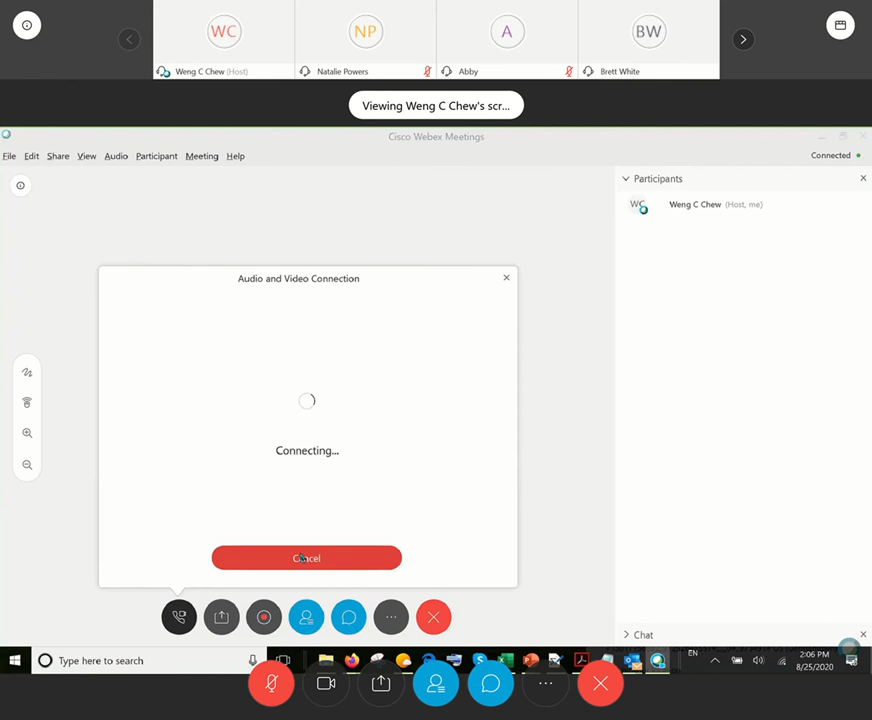 WC
NP
A
BW
Weng C Chew (Host)
Natalie Powers
Abby
Brett White
Viewing Weng C Chew's scr...
Cisco Webex Meetings
File Edit Share View Audio Participant Meeting Help
Connected
Participants
WC
Weng C Chew (Host, me)
Audio and Video Connection
Connecting...
Cancel
Chat
Type here to search
EN
2:06 PM
8/25/2020